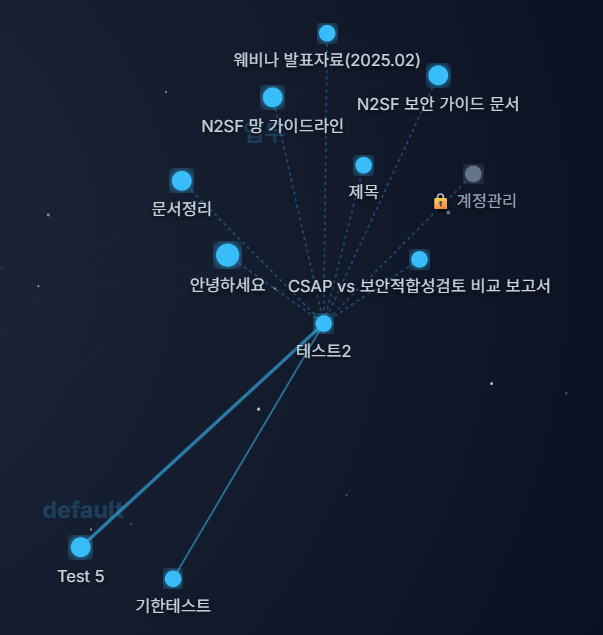 웨비나 발표자료(2025.02)
N2SF 보안 가이드 문서
N2SF 망 가이드라인
업무
제목
🔒 계정관리
문서정리
안녕하세요
CSAP vs 보안적합성검토 비교 보고서
테스트2
default
Test 5
기한테스트